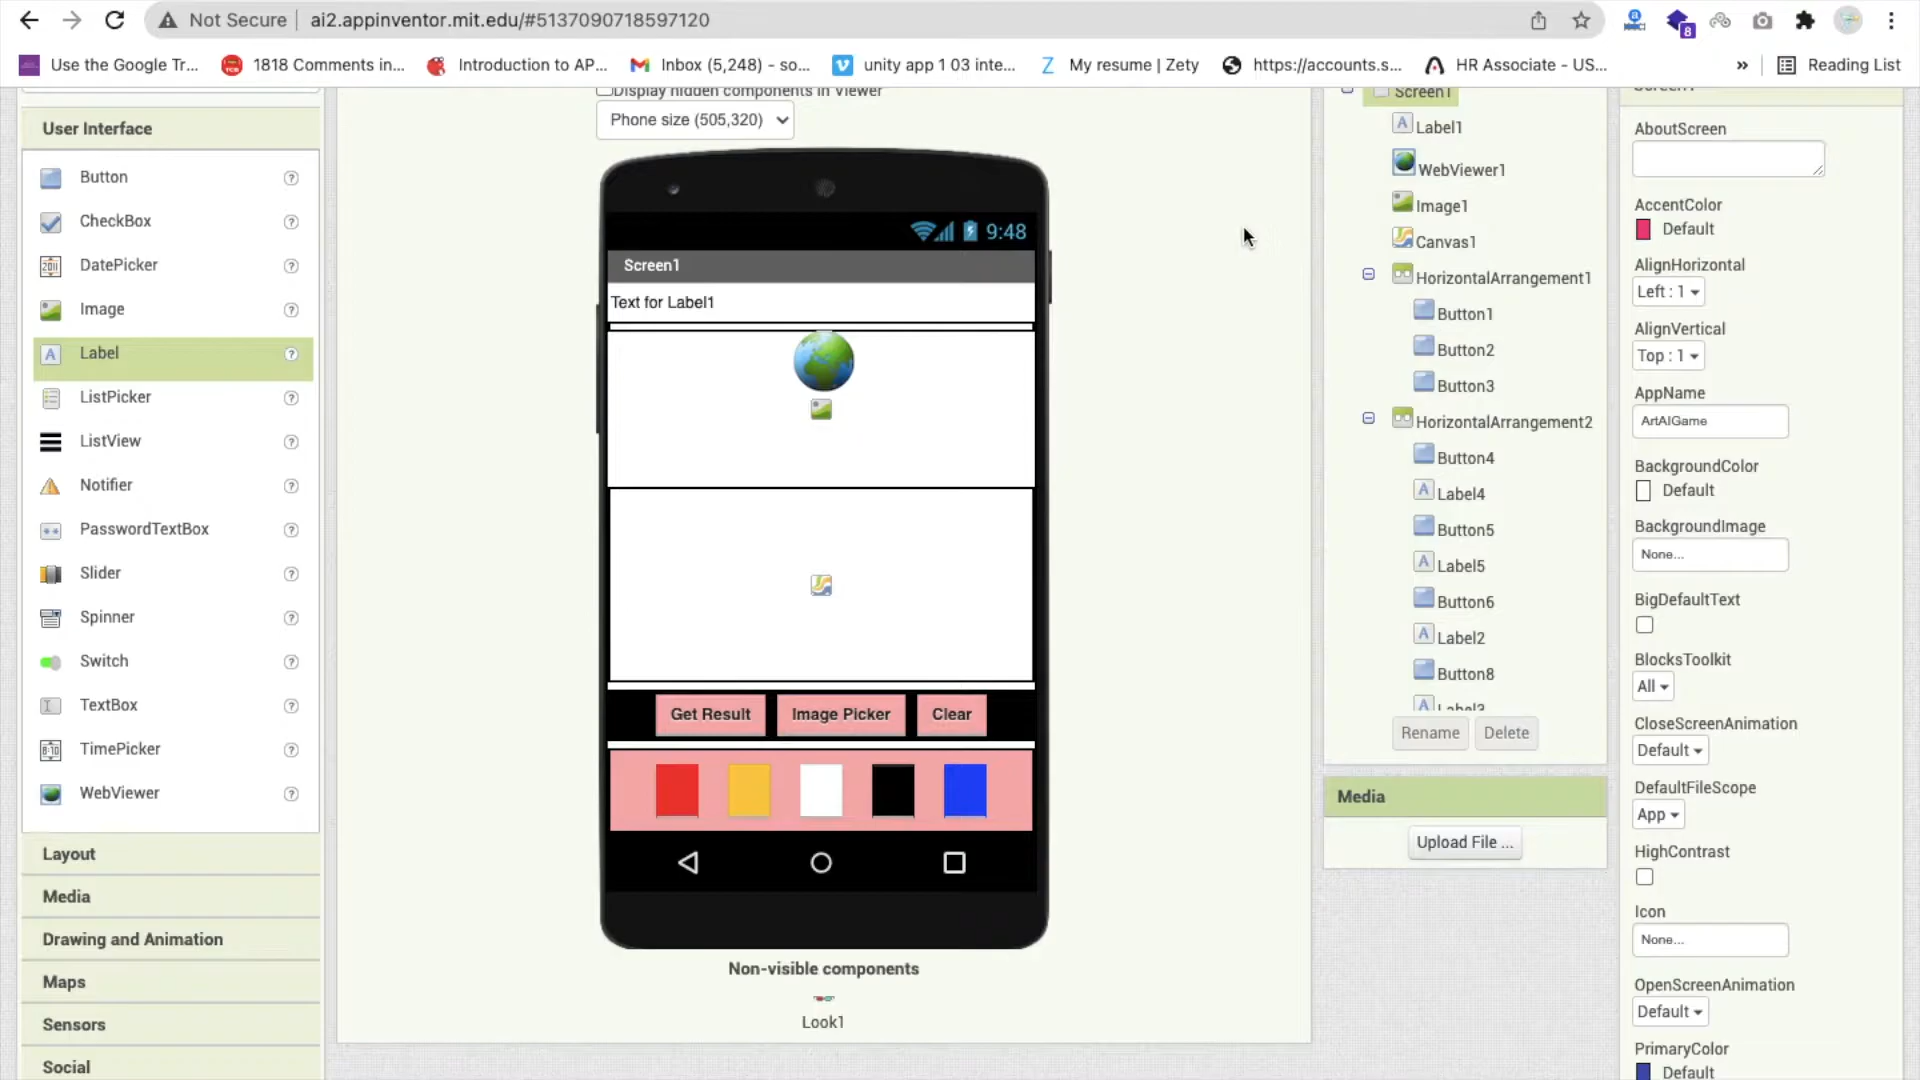 Not Secure
ai2.appinventor.mit.edu/#5137090718597120
8
Use the Google Tr...
1818 Comments in...
Introduction to AP...
Inbox (5,248) - so...
unity app 1 03 inte...
My resume | Zety
https://accounts.s...
HR Associate - US...
»
Reading List
User Interface
Button
CheckBox
DatePicker
Image
Label
ListPicker
ListView
Notifier
PasswordTextBox
Slider
Spinner
Switch
TextBox
TimePicker
WebViewer
Layout
Media
Drawing and Animation
Maps
Sensors
Social
Display hidden components in Viewer
Phone size (505,320)
9:48
Screen1
Text for Label1
Get Result
Image Picker
Clear
Non-visible components
Look1
Screen1
Label1
WebViewer1
Image1
Canvas1
HorizontalArrangement1
Button1
Button2
Button3
HorizontalArrangement2
Button4
Label4
Button5
Label5
Button6
Label2
Button8
Label3
Rename
Delete
Media
Upload File ...
Screen1
AboutScreen
AccentColor
Default
AlignHorizontal
Left : 1
AlignVertical
Top : 1
AppName
ArtAIGame
BackgroundColor
Default
BackgroundImage
None...
BigDefaultText
BlocksToolkit
All
CloseScreenAnimation
Default
DefaultFileScope
App
HighContrast
Icon
None...
OpenScreenAnimation
Default
PrimaryColor
Default